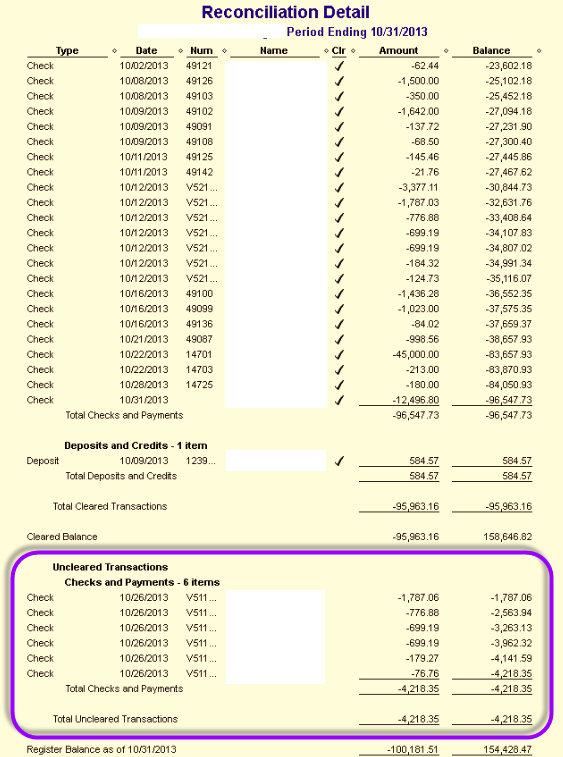 Reconciliation Detail
Period Ending 10/31/2013
Type Date Num Name Clr Amount Balance
Check 10/02/2013 49121 ✓ -62.44 -23,602.18
Check 10/08/2013 49126 ✓ -1,500.00 -25,102.18
Check 10/08/2013 49103 ✓ -350.00 -25,452.18
Check 10/09/2013 49102 ✓ -1,642.00 -27,094.18
Check 10/09/2013 49091 ✓ -137.72 -27,231.90
Check 10/09/2013 49108 ✓ -68.50 -27,300.40
Check 10/11/2013 49125 ✓ -145.46 -27,445.86
Check 10/11/2013 49142 ✓ -21.76 -27,467.62
Check 10/12/2013 V521... ✓ -3,377.11 -30,844.73
Check 10/12/2013 V521... ✓ -1,787.03 -32,631.76
Check 10/12/2013 V521... ✓ -776.88 -33,408.64
Check 10/12/2013 V521... ✓ -699.19 -34,107.83
Check 10/12/2013 V521... ✓ -699.19 -34,807.02
Check 10/12/2013 V521... ✓ -184.32 -34,991.34
Check 10/12/2013 V521... ✓ -124.73 -35,116.07
Check 10/16/2013 49100 ✓ -1,436.28 -36,552.35
Check 10/16/2013 49099 ✓ -1,023.00 -37,575.35
Check 10/16/2013 49136 ✓ -84.02 -37,659.37
Check 10/21/2013 49087 ✓ -998.56 -38,657.93
Check 10/22/2013 14701 ✓ -45,000.00 -83,657.93
Check 10/22/2013 14703 ✓ -213.00 -83,870.93
Check 10/28/2013 14725 ✓ -180.00 -84,050.93
Check 10/31/2013 ✓ -12,496.80 -96,547.73
Total Checks and Payments -96,547.73 -96,547.73
Deposits and Credits - 1 item
Deposit 10/09/2013 1239... ✓ 584.57 584.57
Total Deposits and Credits 584.57 584.57
Total Cleared Transactions -95,963.16 -95,963.16
Cleared Balance -95,963.16 158,646.82
Uncleared Transactions
Checks and Payments - 6 items
Check 10/26/2013 V511... -1,787.06 -1,787.06
Check 10/26/2013 V511... -776.88 -2,563.94
Check 10/26/2013 V511... -699.19 -3,263.13
Check 10/26/2013 V511... -699.19 -3,962.32
Check 10/26/2013 V511... -179.27 -4,141.59
Check 10/26/2013 V511... -76.76 -4,218.35
Total Checks and Payments -4,218.35 -4,218.35
Total Uncleared Transactions -4,218.35 -4,218.35
Register Balance as of 10/31/2013 -100,181.51 154,428.47